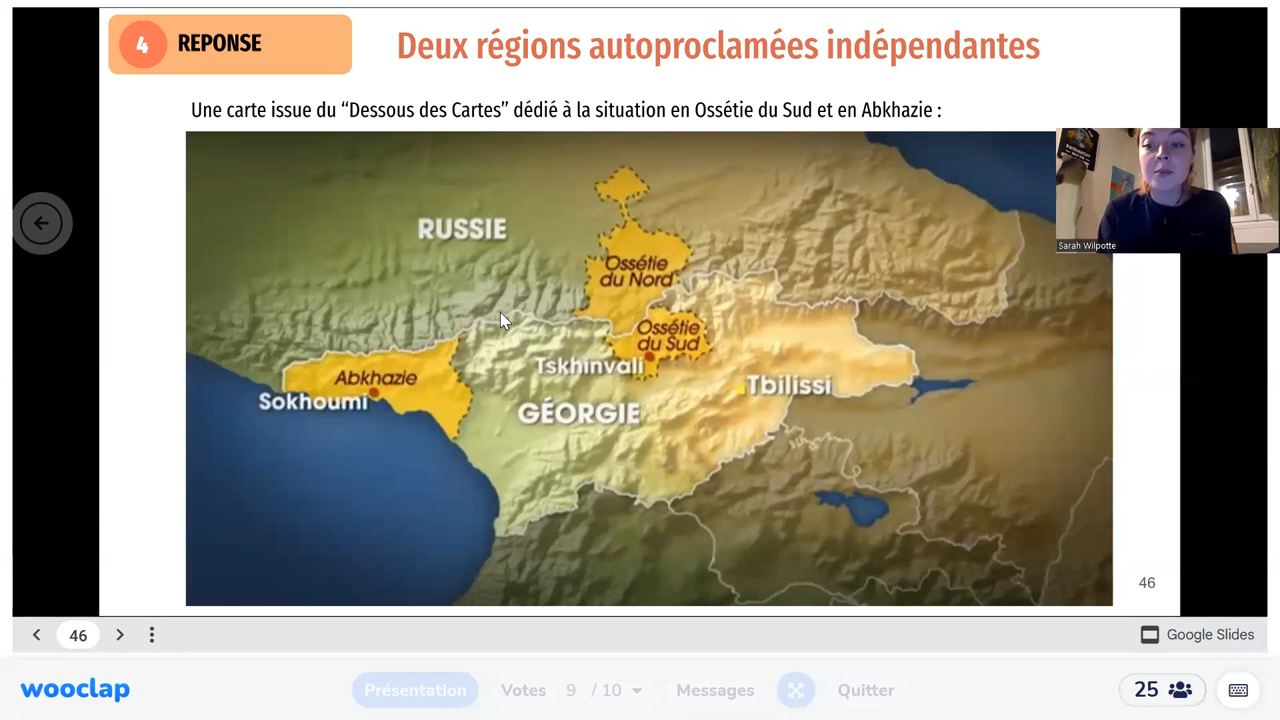 4 REPONSE
Deux régions autoproclamées indépendantes
Une carte issue du “Dessous des Cartes” dédié à la situation en Ossétie du Sud et en Abkhazie :
RUSSIE
Ossétie
du Nord
Ossétie
du Sud
Tskhinvali
Abkhazie
Sokhoumi
Tbilissi
GÉORGIE
Sarah Wilpotte
46
46
Google Slides
wooclap
Présentation
Votes 9 / 10
Messages
Quitter
25